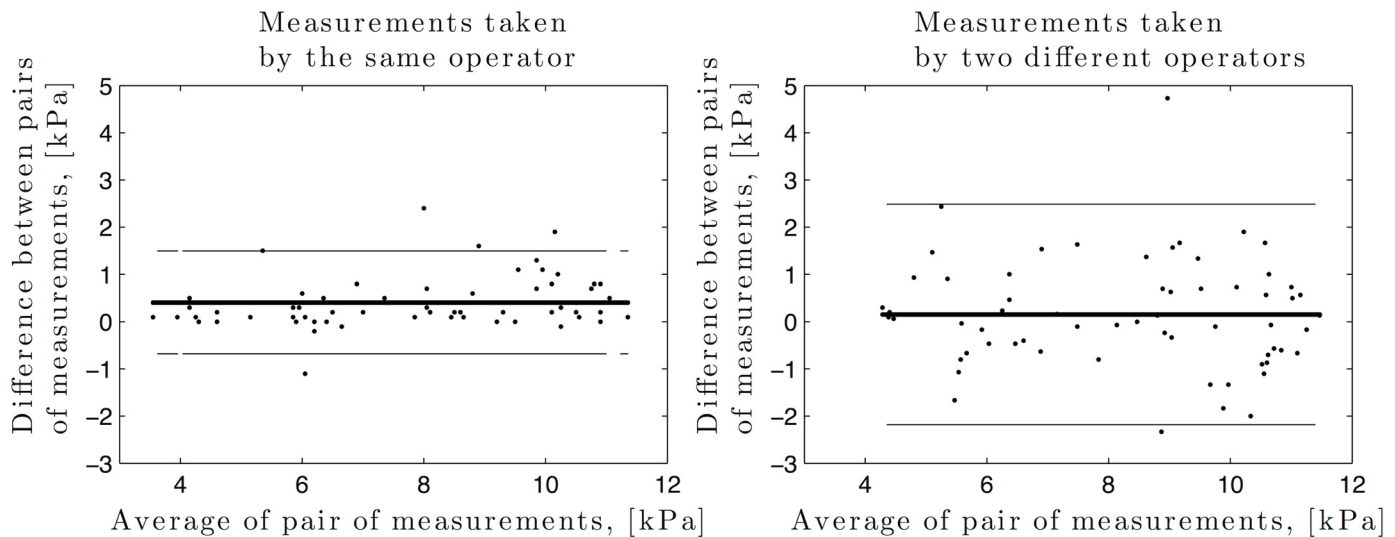 Measurements taken
by the same operator
Difference between pairs
of measurements, [kPa]
5
4
3
2
1
0
−1
−2
−3
4
6
8
10
12
Average of pair of measurements, [kPa]
Measurements taken
by two different operators
Difference between pairs
of measurements, [kPa]
5
4
3
2
1
0
−1
−2
−3
4
6
8
10
12
Average of pair of measurements, [kPa]